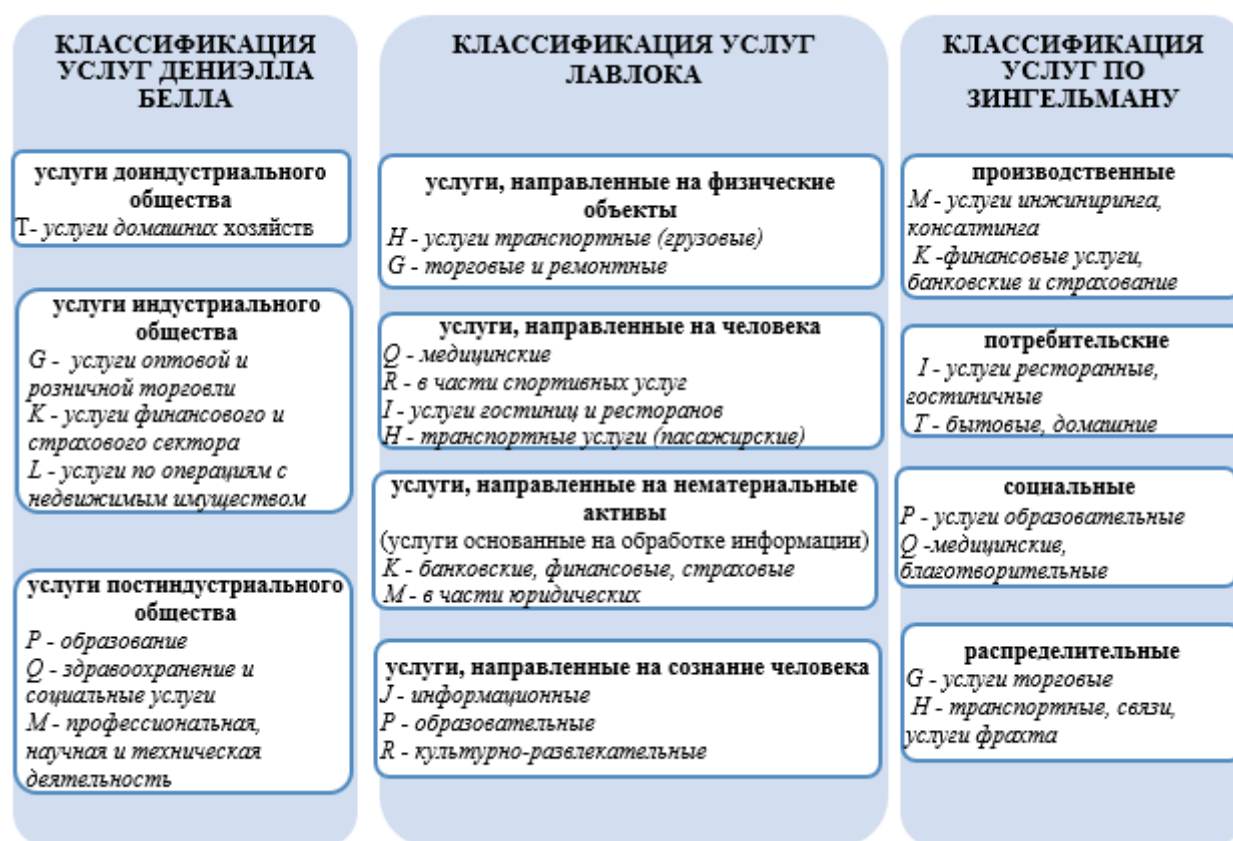 КЛАССИФИКАЦИЯ
УСЛУГ ДЕНИЭЛЛА
БЕЛЛА
услуги доиндустриального
общества
Т- услуги домашних хозяйств
услуги индустриального
общества
G - услуги оптовой и
розничной торговли
K - услуги финансового и
страхового сектора
L - услуги по операциям с
недвижимым имуществом
услуги постиндустриального
общества
P - образование
Q - здравоохранение и
социальные услуги
M - профессиональная,
научная и техническая
деятельность
КЛАССИФИКАЦИЯ УСЛУГ
ЛАВЛОКА
услуги, направленные на физические
объекты
H - услуги транспортные (грузовые)
G - торговые и ремонтные
услуги, направленные на человека
Q - медицинские
R - в части спортивных услуг
I - услуги гостиниц и ресторанов
H - транспортные услуги (пасажирские)
услуги, направленные на нематериальные
активы
(услуги основанные на обработке информации)
K - банковские, финансовые, страховые
M - в части юридических
услуги, направленные на сознание человека
J - информационные
P - образовательные
R - культурно-развлекательные
КЛАССИФИКАЦИЯ
УСЛУГ ПО
ЗИНГЕЛЬМАНУ
производственные
M - услуги инжиниринга,
консалтинга
K -финансовые услуги,
банковские и страхование
потребительские
I - услуги ресторанные,
гостиничные
T - бытовые, домашние
социальные
P - услуги образовательные
Q -медицинские,
благотворительные
распределительные
G - услуги торговые
H - транспортные, связи,
услуги фрахта